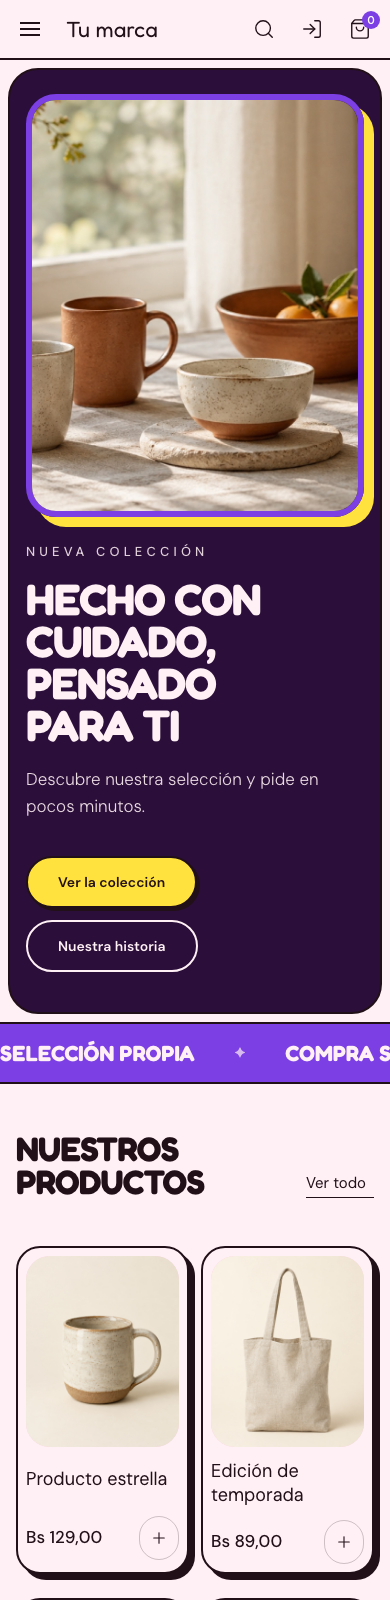 Tu marca
0
NUEVA COLECCIÓN
HECHO CON
CUIDADO,
PENSADO
PARA TI
Descubre nuestra selección y pide en
pocos minutos.
Ver la colección
Nuestra historia
SELECCIÓN PROPIA ✦ COMPRA S
NUESTROS
PRODUCTOS
Ver todo
Producto estrella
Bs 129,00
Edición de
temporada
Bs 89,00